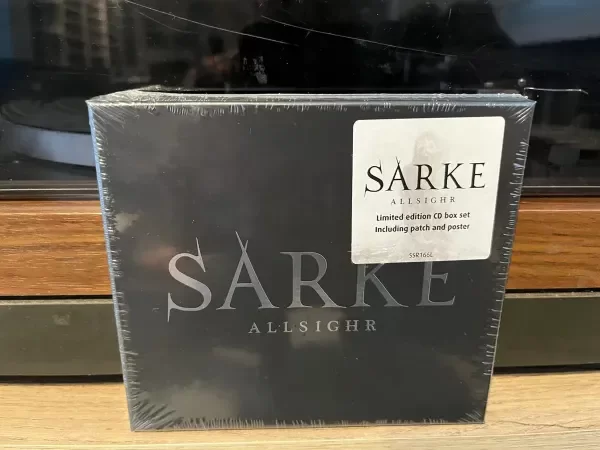 SARKE
ALLSIGHR
Limited edition CD box set
Including patch and poster
SSR166L
SARKE
ALLSIGHR